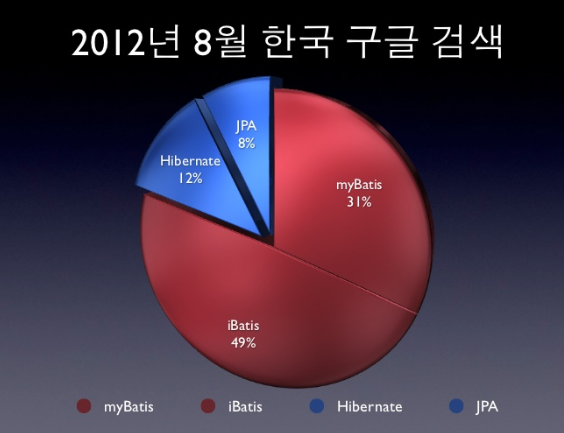 2012년 8월 한국 구글 검색
JPA
8%
Hibernate
12%
myBatis
31%
iBatis
49%
myBatis iBatis Hibernate JPA